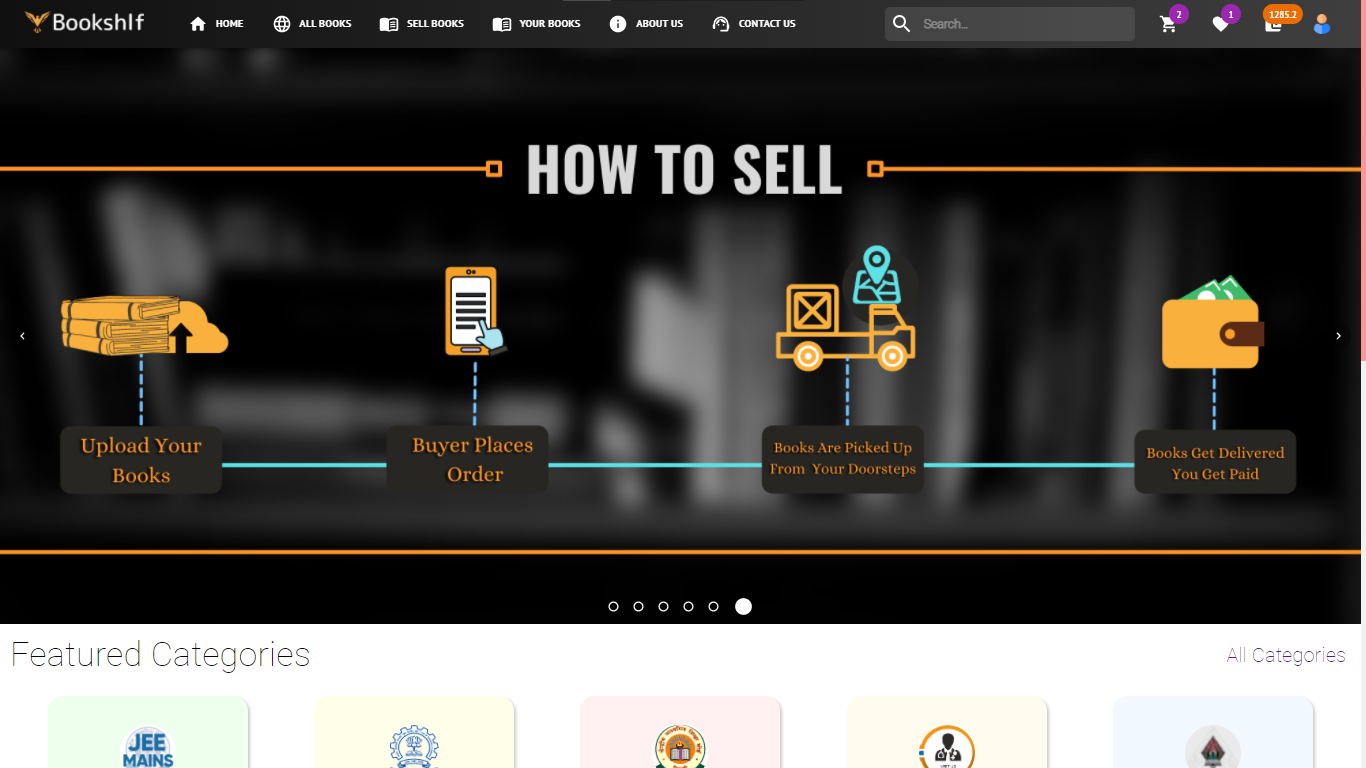 Bookshlf
HOME
ALL BOOKS
SELL BOOKS
YOUR BOOKS
ABOUT US
CONTACT US
Search...
2
1
1285.2
HOW TO SELL
Upload Your
Books
Buyer Places
Order
Books Are Picked Up
From Your Doorsteps
Books Get Delivered
You Get Paid
Featured Categories
All Categories
JEE
MAINS